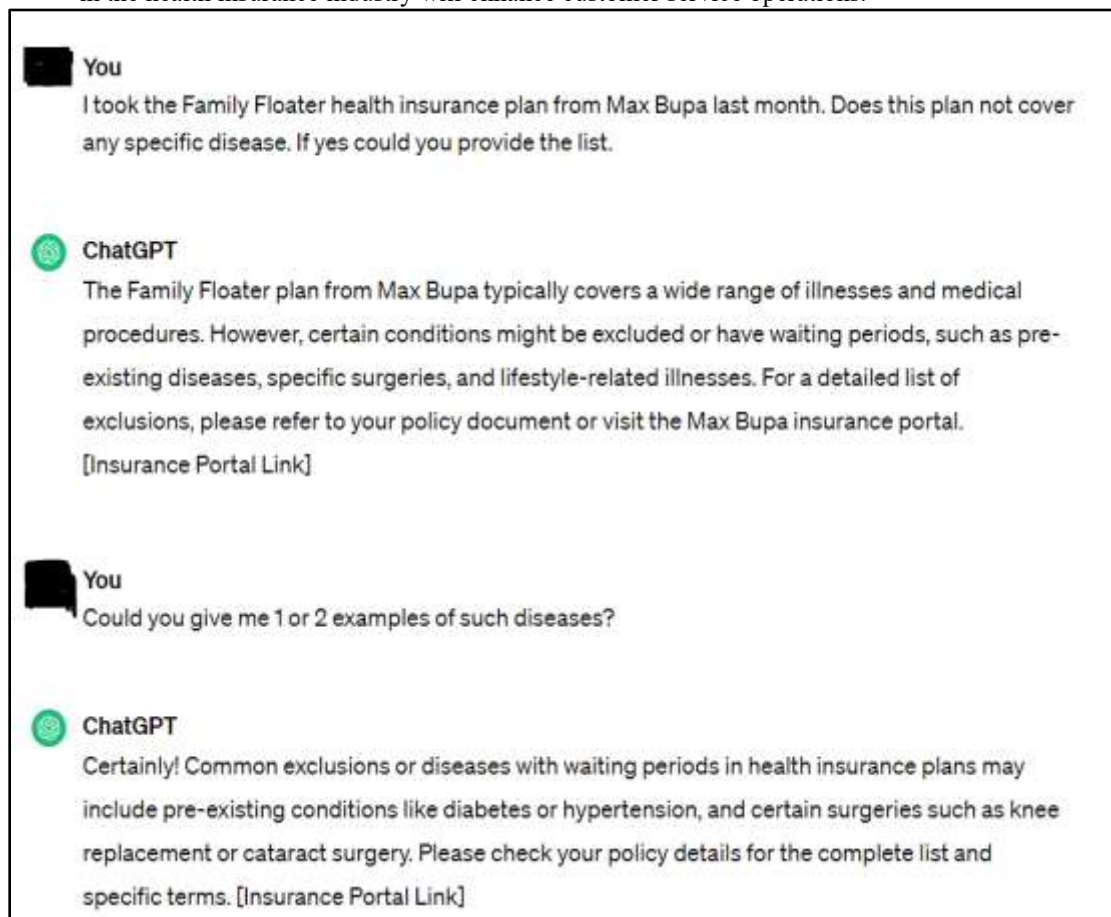 in the health insurance industry will enhance customer service operations.
You
I took the Family Floater health insurance plan from Max Bupa last month. Does this plan not cover
any specific disease. If yes could you provide the list.
ChatGPT
The Family Floater plan from Max Bupa typically covers a wide range of illnesses and medical
procedures. However, certain conditions might be excluded or have waiting periods, such as pre-
existing diseases, specific surgeries, and lifestyle-related illnesses. For a detailed list of
exclusions, please refer to your policy document or visit the Max Bupa insurance portal.
[Insurance Portal Link]
You
Could you give me 1 or 2 examples of such diseases?
ChatGPT
Certainly! Common exclusions or diseases with waiting periods in health insurance plans may
include pre-existing conditions like diabetes or hypertension, and certain surgeries such as knee
replacement or cataract surgery. Please check your policy details for the complete list and
specific terms. [Insurance Portal Link]